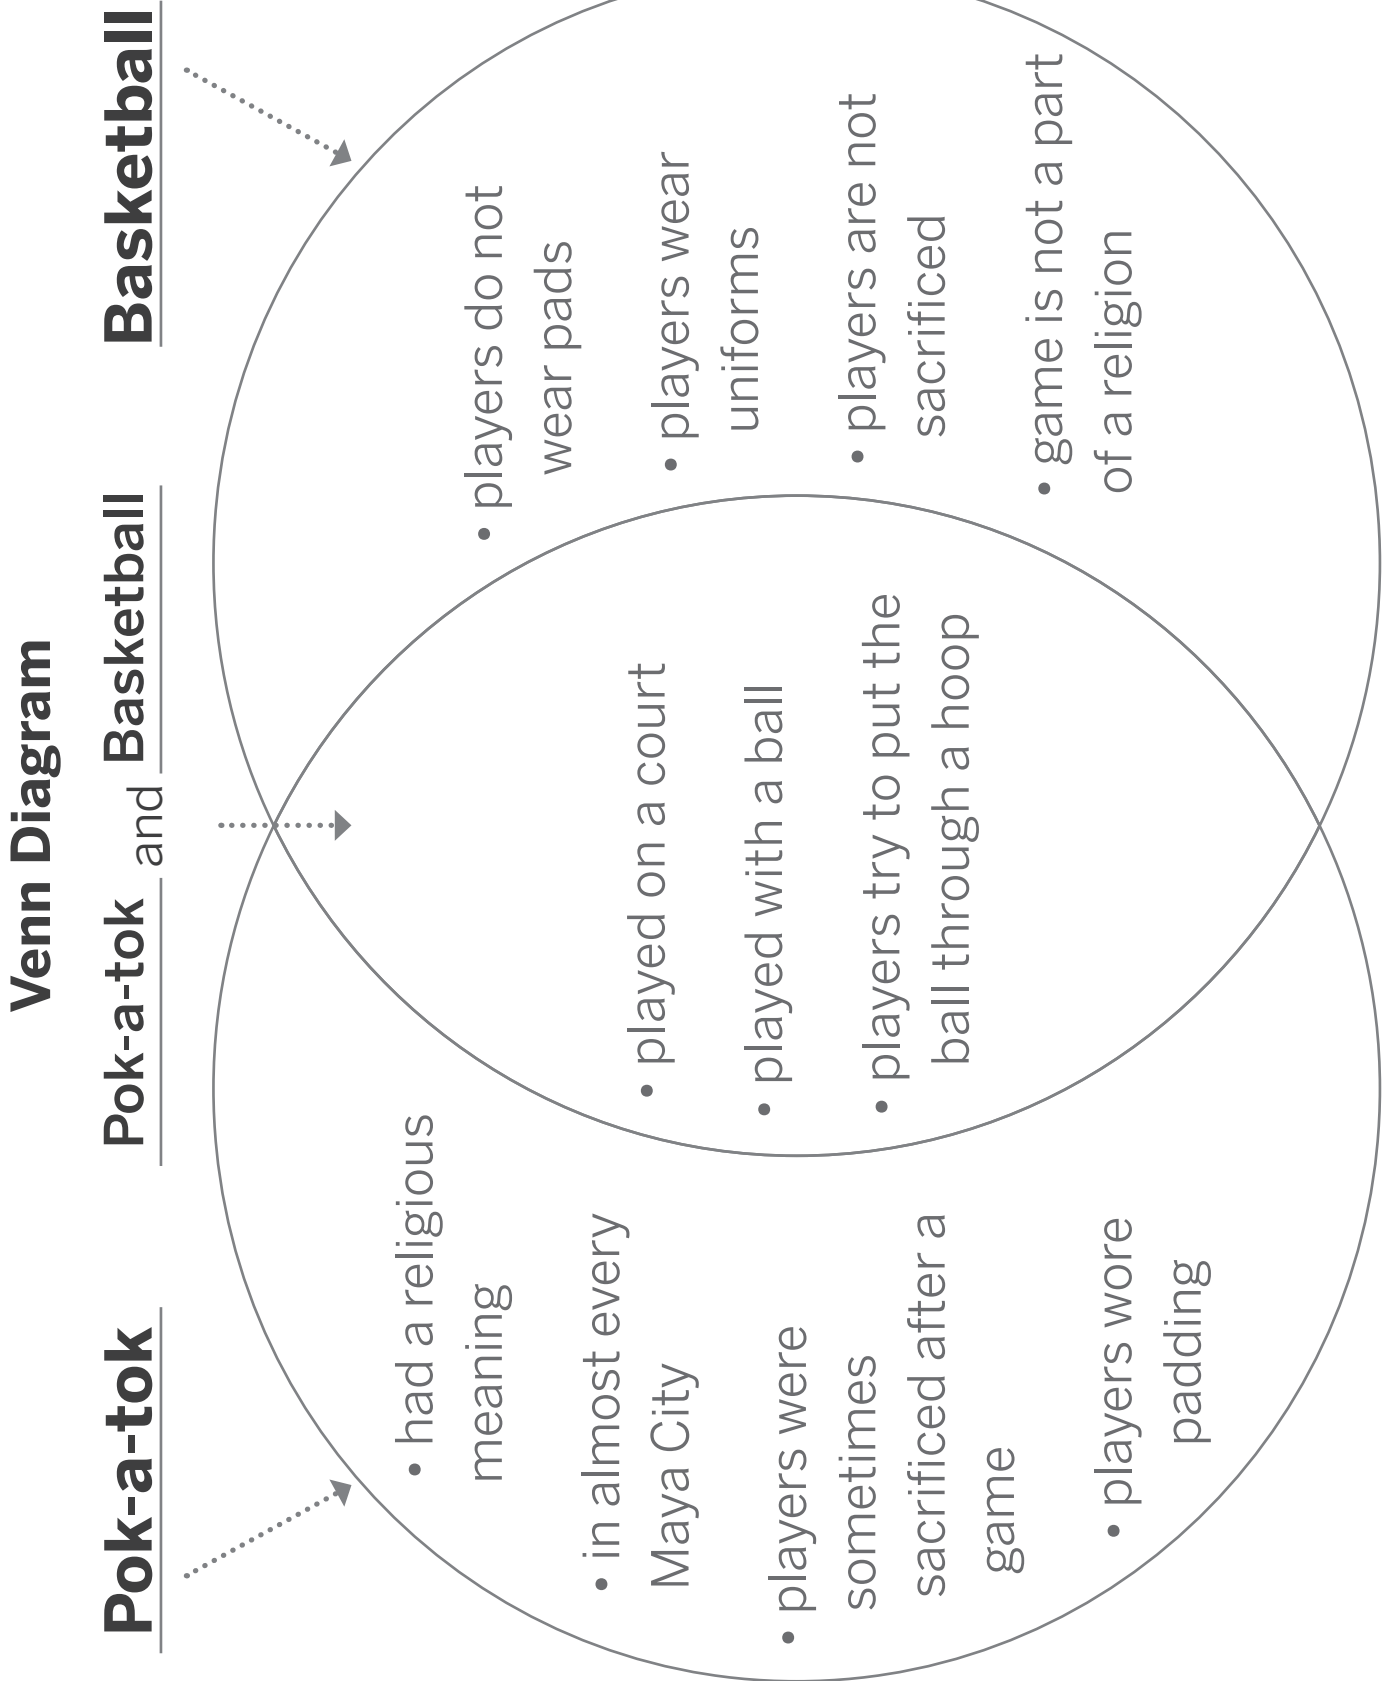 Venn Diagram
Pok-a-tok
Pok-a-tok and Basketball
Basketball
• had a religious
meaning
• in almost every
Maya City
• players were
sometimes
sacrificed after a
game
• players wore
padding
• played on a court
• played with a ball
• players try to put the
ball through a hoop
• players do not
wear pads
• players wear
uniforms
• players are not
sacrificed
• game is not a part
of a religion